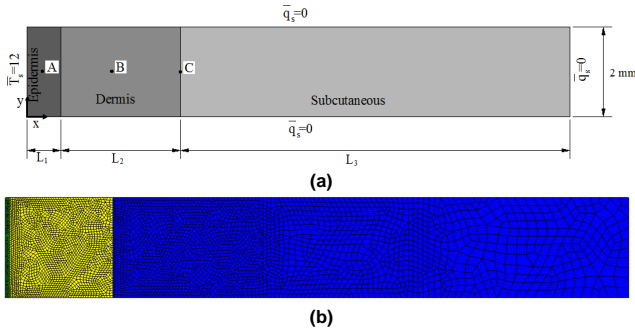 q̅s=0
T̅s=12
Epidermis
A
B
C
q̅s=0
2 mm
y
Dermis
Subcutaneous
x
q̅s=0
L1
L2
L3
(a)
(b)